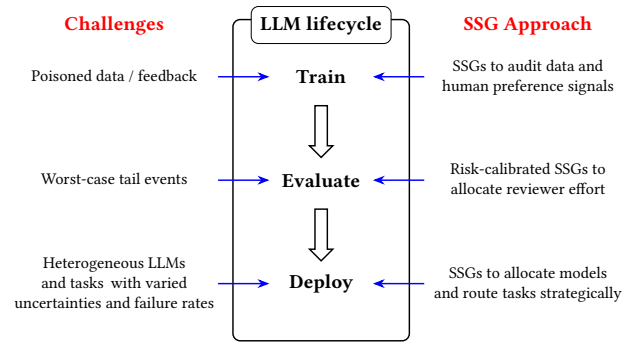 Challenges
LLM lifecycle
SSG Approach
Poisoned data / feedback
Train
SSGs to audit data and
human preference signals
Worst-case tail events
Evaluate
Risk-calibrated SSGs to
allocate reviewer effort
Heterogeneous LLMs
and tasks with varied
uncertainties and failure rates
Deploy
SSGs to allocate models
and route tasks strategically